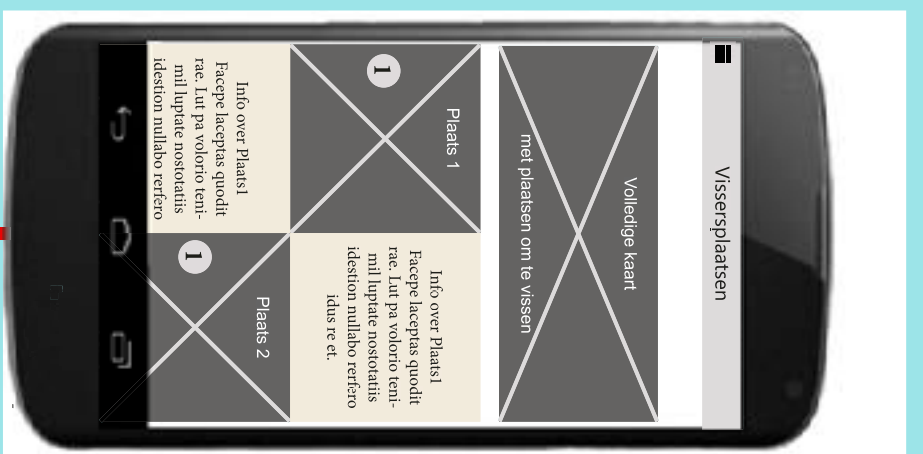 Vissersplaatsen
Volledige kaart
met plaatsen om te vissen
Plaats 1
1
Info over Plaats1
Facepe laceptas quodit
rae. Lut pa volorio teni-
mil luptate nostotatiis
idestion nullabo rerfero
idus re et.
Info over Plaats1
Facepe laceptas quodit
rae. Lut pa volorio teni-
mil luptate nostotatiis
idestion nullabo rerfero
Plaats 2
1